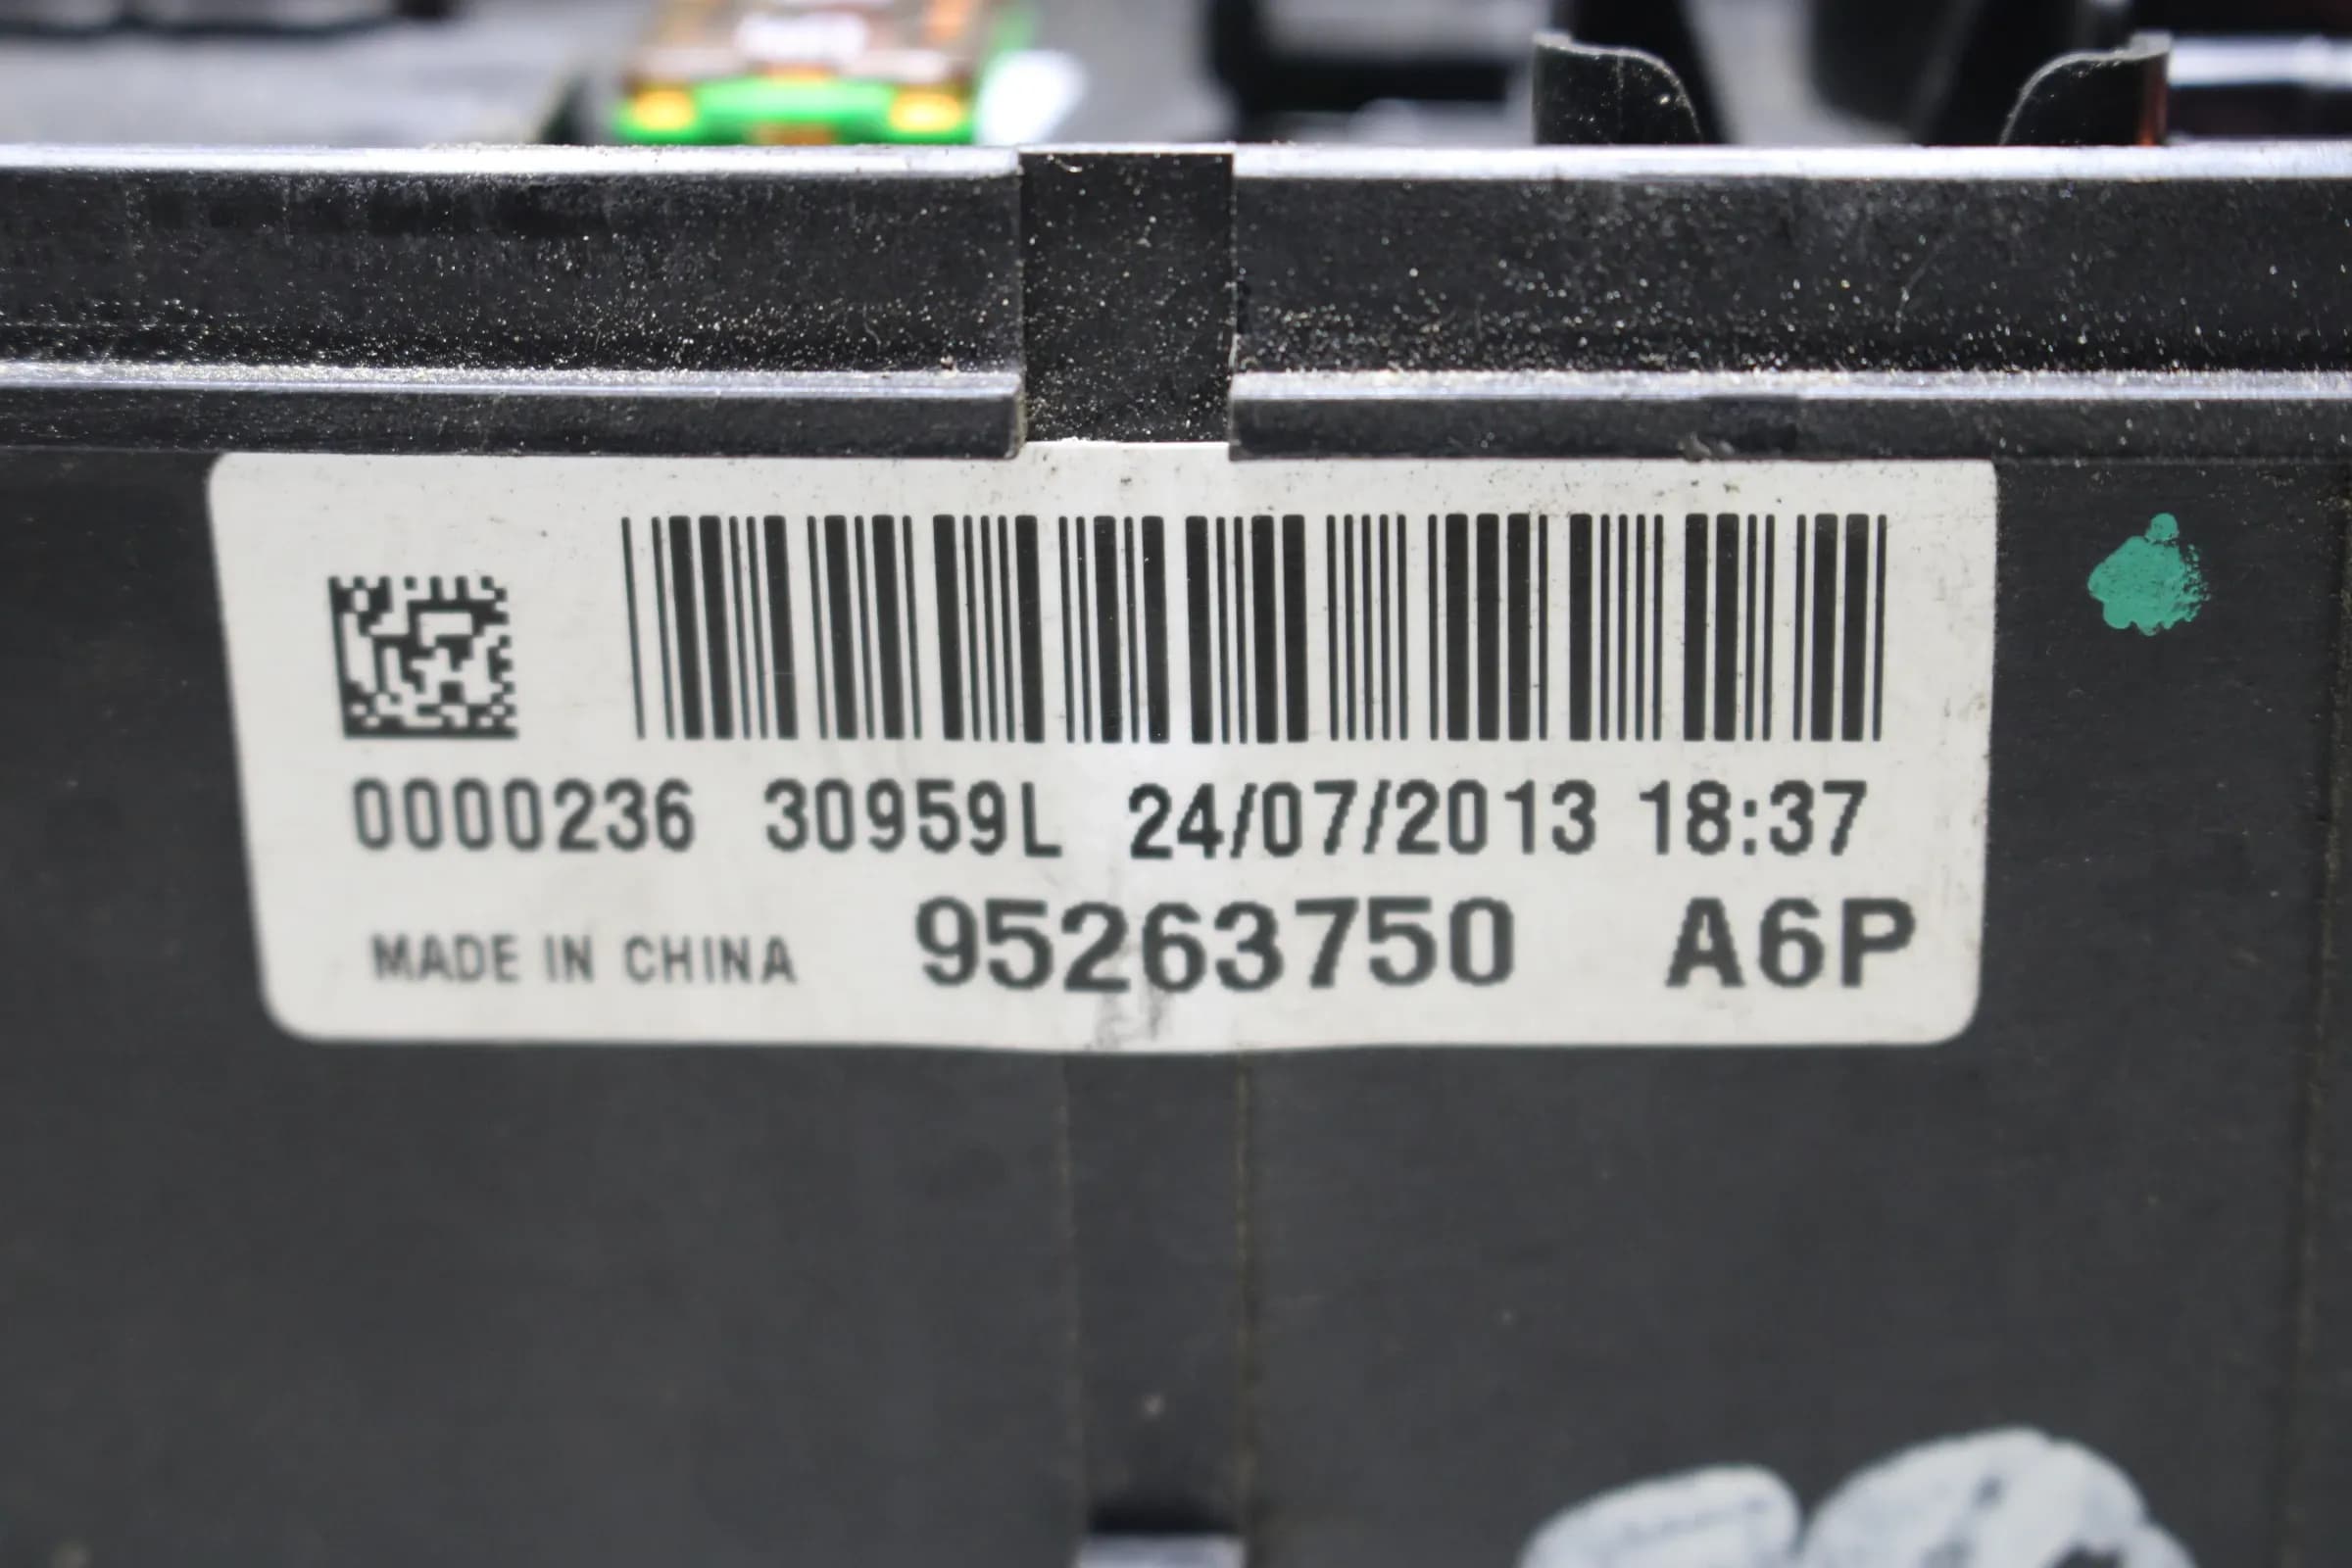 0000236 30959L 24/07/2013 18:37
MADE IN CHINA 95263750 A6P